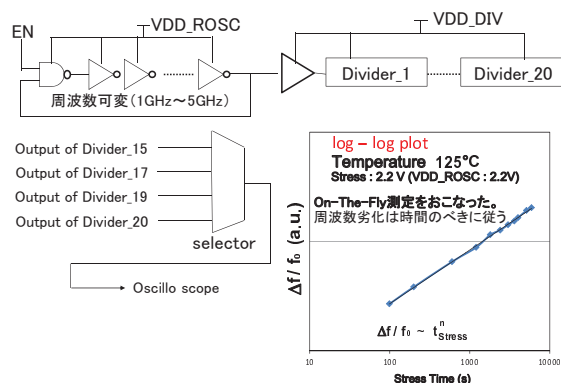 EN
VDD_ROSC
VDD_DIV
Divider_1
Divider_20
周波数可変(1GHz～5GHz)
Output of Divider_15
Output of Divider_17
Output of Divider_19
Output of Divider_20
selector
Oscillo scope
log – log plot
Temperature 125°C
Stress : 2.2 V (VDD_ROSC : 2.2V)
On-The-Fly測定をおこなった。
周波数劣化は時間のべきに従う
Δf / f₀ (a.u.)
Δf / f₀ ~ t^n_Stress
10 100 1000 10000
Stress Time (s)